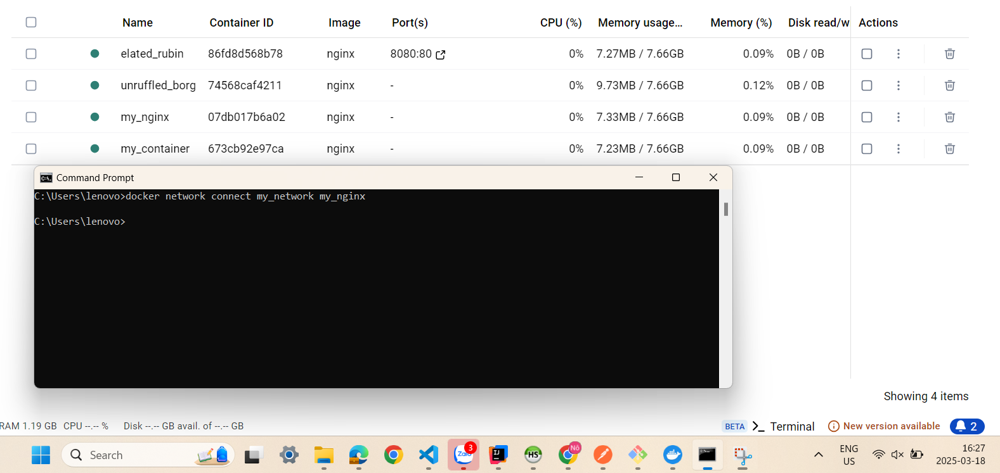 Name Container ID Image Port(s) CPU (%) Memory usage... Memory (%) Disk read/w Actions
elated_rubin 86fd8d568b78 nginx 8080:80 0% 7.27MB / 7.66GB 0.09% 0B / 0B
unruffled_borg 74568caf4211 nginx - 0% 9.73MB / 7.66GB 0.12% 0B / 0B
my_nginx 07db017b6a02 nginx - 0% 7.33MB / 7.66GB 0.09% 0B / 0B
my_container 673cb92e97ca nginx - 0% 7.23MB / 7.66GB 0.09% 0B / 0B
C:\. Command Prompt
C:\Users\lenovo>docker network connect my_network my_nginx
C:\Users\lenovo>
Showing 4 items
RAM 1.19 GB CPU --.-- % Disk --.-- GB avail. of --.-- GB BETA >_ Terminal New version available 2
Search Zalo 3 IJ HS Nô ENG 16:27
US 2025-03-18